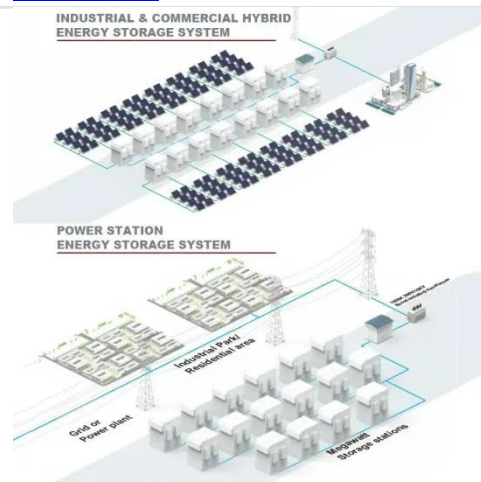 INDUSTRIAL & COMMERCIAL HYBRID
ENERGY STORAGE SYSTEM
POWER STATION
ENERGY STORAGE SYSTEM
Industrial Park/
Residential area
Grid or
Power plant
Megawatt
Storage stations